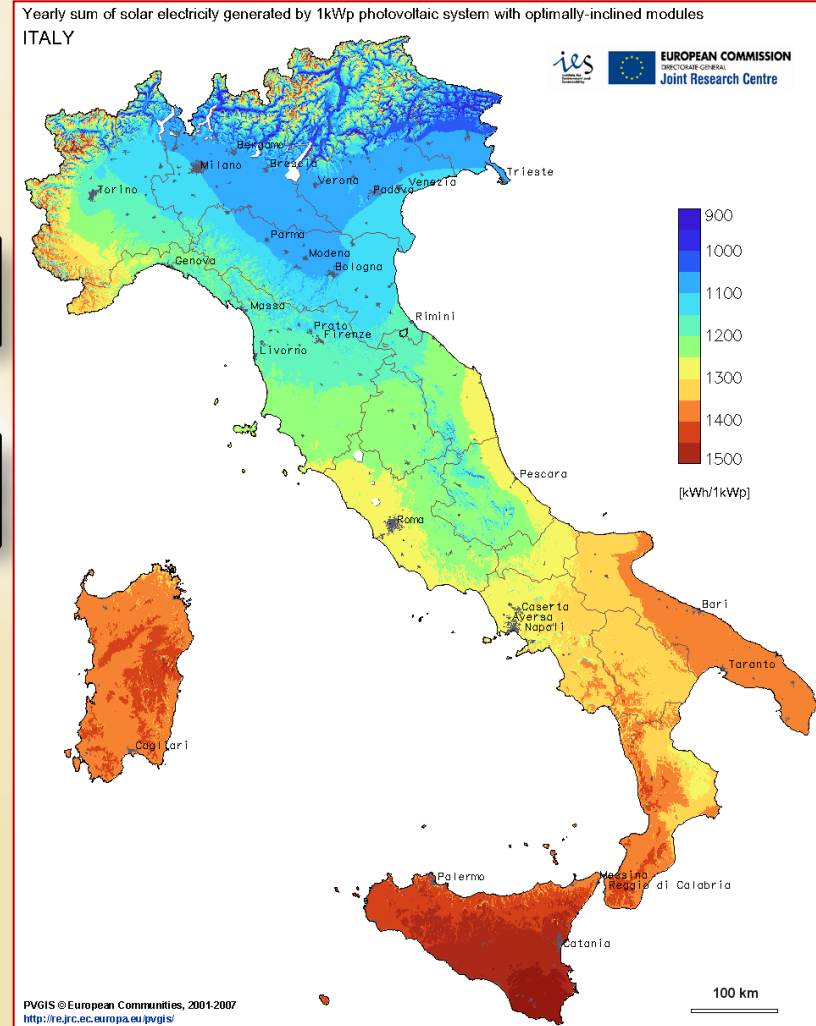 Yearly sum of solar electricity generated by 1kWp photovoltaic system with optimally-inclined modules
ITALY
ies
EUROPEAN COMMISSION
DIRECTORATE-GENERAL
Joint Research Centre
Bergamo
Milano
Brescia
Trieste
Verona
Venezia
Torino
Padova
900
1000
1100
1200
1300
1400
1500
[kWh/1kWp]
Parma
Modena
Genova
Bologna
Massa
Rimini
Prato
Firenze
Livorno
Pescara
Roma
Caserta
Aversa
Napoli
Bari
Taranto
Cagliari
Messina
Palermo
Reggio di Calabria
Catania
100 km
PVGIS © European Communities, 2001-2007
http://re.jrc.ec.europa.eu/pvgis/